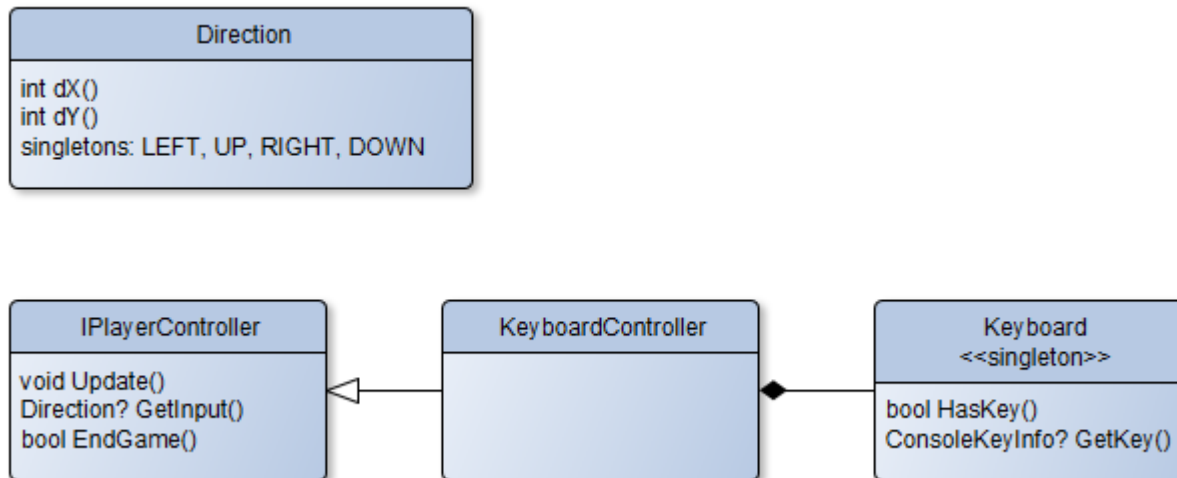 Direction
int dX()
int dY()
singletons: LEFT, UP, RIGHT, DOWN
IPlayerController
void Update()
Direction? GetInput()
bool EndGame()
KeyboardController
Keyboard
<<singleton>>
bool HasKey()
ConsoleKeyInfo? GetKey()